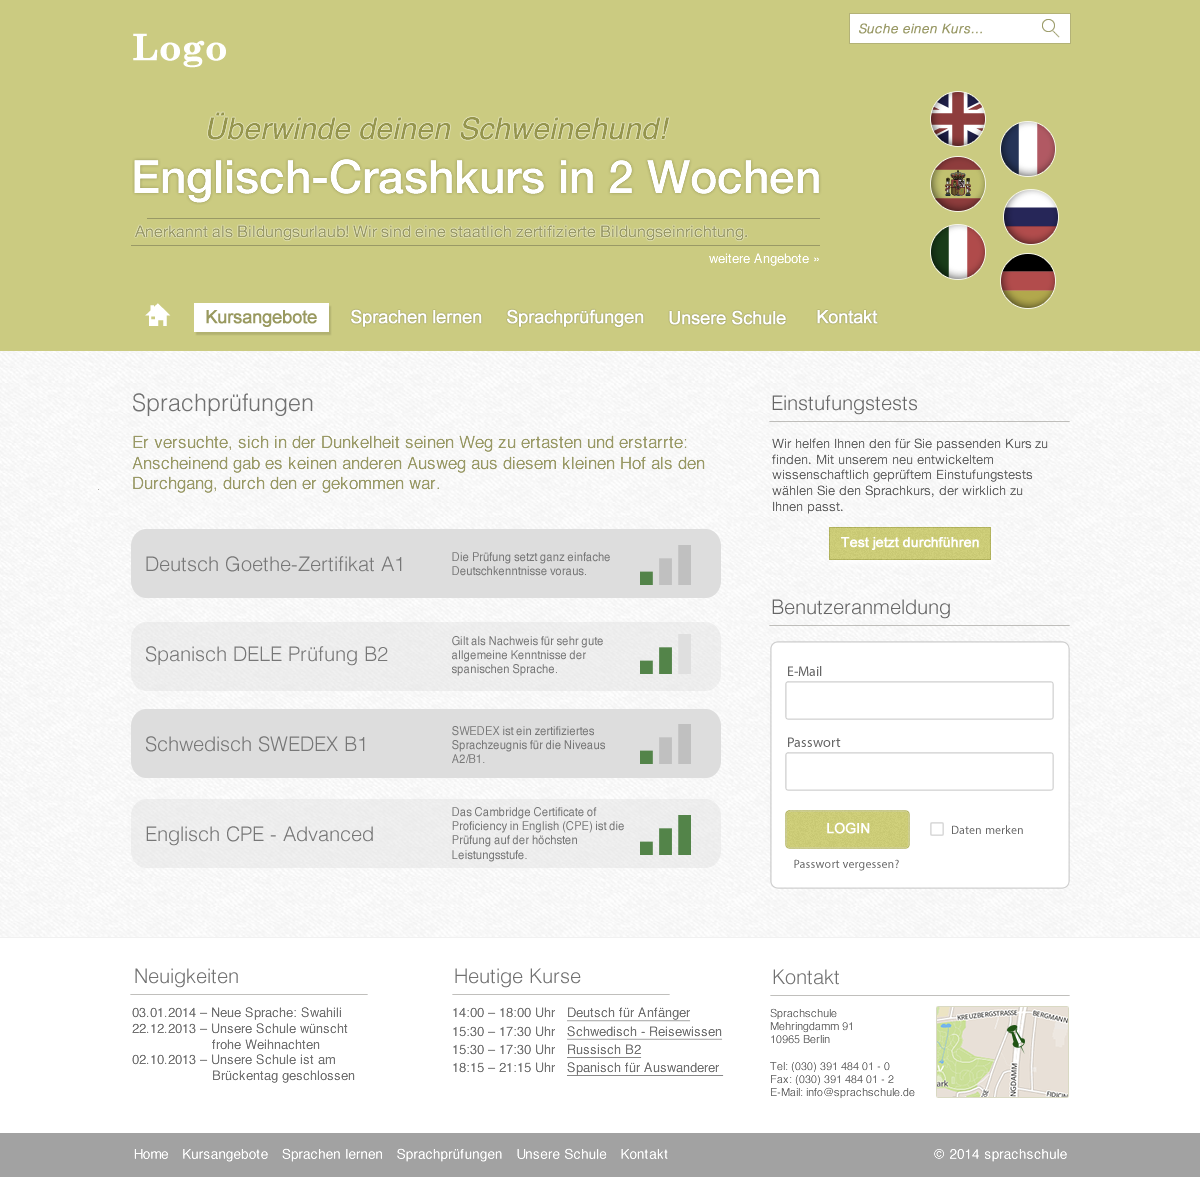 Logo
Suche einen Kurs...
Überwinde deinen Schweinehund!
Englisch-Crashkurs in 2 Wochen
Anerkannt als Bildungsurlaub! Wir sind eine staatlich zertifizierte Bildungseinrichtung.
weitere Angebote »
Kursangebote Sprachen lernen Sprachprüfungen Unsere Schule Kontakt
Sprachprüfungen
Er versuchte, sich in der Dunkelheit seinen Weg zu ertasten und erstarrte:
Anscheinend gab es keinen anderen Ausweg aus diesem kleinen Hof als den
Durchgang, durch den er gekommen war.
Deutsch Goethe-Zertifikat A1
Die Prüfung setzt ganz einfache
Deutschkenntnisse voraus.
Spanisch DELE Prüfung B2
Gilt als Nachweis für sehr gute
allgemeine Kenntnisse der
spanischen Sprache.
Schwedisch SWEDEX B1
SWEDEX ist ein zertifiziertes
Sprachzeugnis für die Niveaus
A2/B1.
Englisch CPE - Advanced
Das Cambridge Certificate of
Proficiency in English (CPE) ist die
Prüfung auf der höchsten
Leistungsstufe.
Einstufungstests
Wir helfen Ihnen den für Sie passenden Kurs zu
finden. Mit unserem neu entwickeltem
wissenschaftlich geprüftem Einstufungstests
wählen Sie den Sprachkurs, der wirklich zu
Ihnen passt.
Test jetzt durchführen
Benutzeranmeldung
E-Mail
Passwort
LOGIN
Daten merken
Passwort vergessen?
Neuigkeiten
03.01.2014 – Neue Sprache: Swahili
22.12.2013 – Unsere Schule wünscht
frohe Weihnachten
02.10.2013 – Unsere Schule ist am
Brückentag geschlossen
Heutige Kurse
14:00 – 18:00 Uhr Deutsch für Anfänger
15:30 – 17:30 Uhr Schwedisch - Reisewissen
15:30 – 17:30 Uhr Russisch B2
18:15 – 21:15 Uhr Spanisch für Auswanderer
Kontakt
Sprachschule
Mehringdamm 91
10965 Berlin
Tel: (030) 391 484 01 - 0
Fax: (030) 391 484 01 - 2
E-Mail: info@sprachschule.de
KREUZBERGSTRASSE
BERGMANN
NGDAMM
ark
FIDICIN
Home Kursangebote Sprachen lernen Sprachprüfungen Unsere Schule Kontakt
© 2014 sprachschule